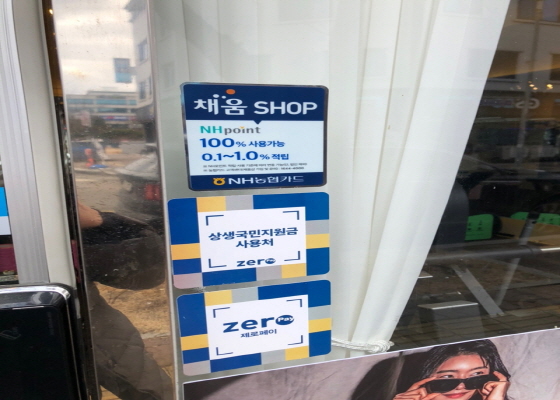 채움 SHOP
NHpoint
100% 사용가능
0.1~1.0% 적립
NH농협카드
상생국민지원금
사용처
zero
zero Pay
제로페이